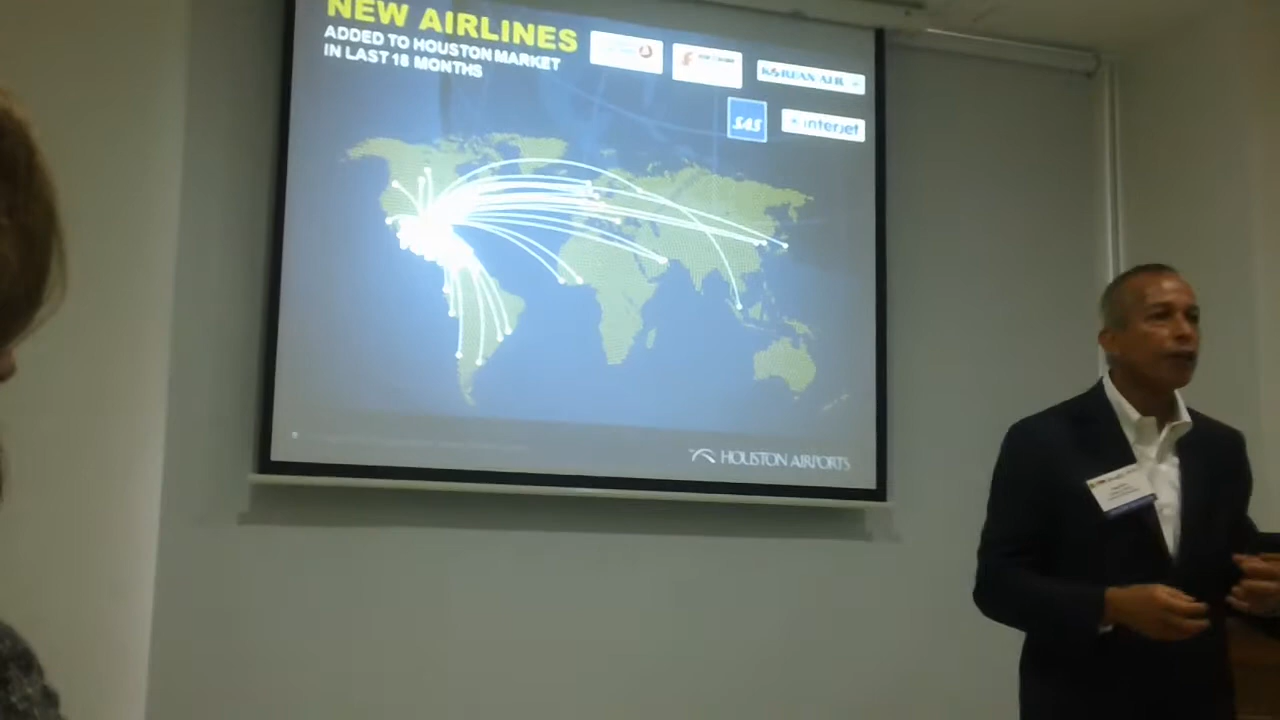 NEW AIRLINES
ADDED TO HOUSTON MARKET
IN LAST 18 MONTHS
KOREAN AIR
SAS
interjet
HOUSTON AIRPORTS